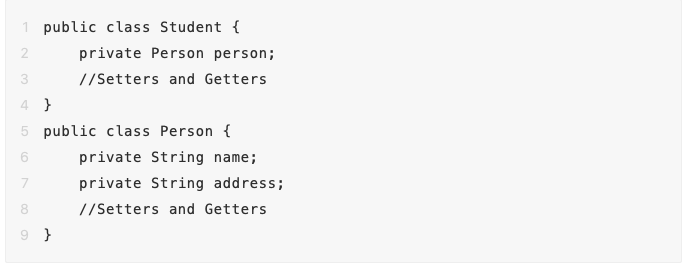 1 public class Student {
2     private Person person;
3     //Setters and Getters
4 }
5 public class Person {
6     private String name;
7     private String address;
8     //Setters and Getters
9 }